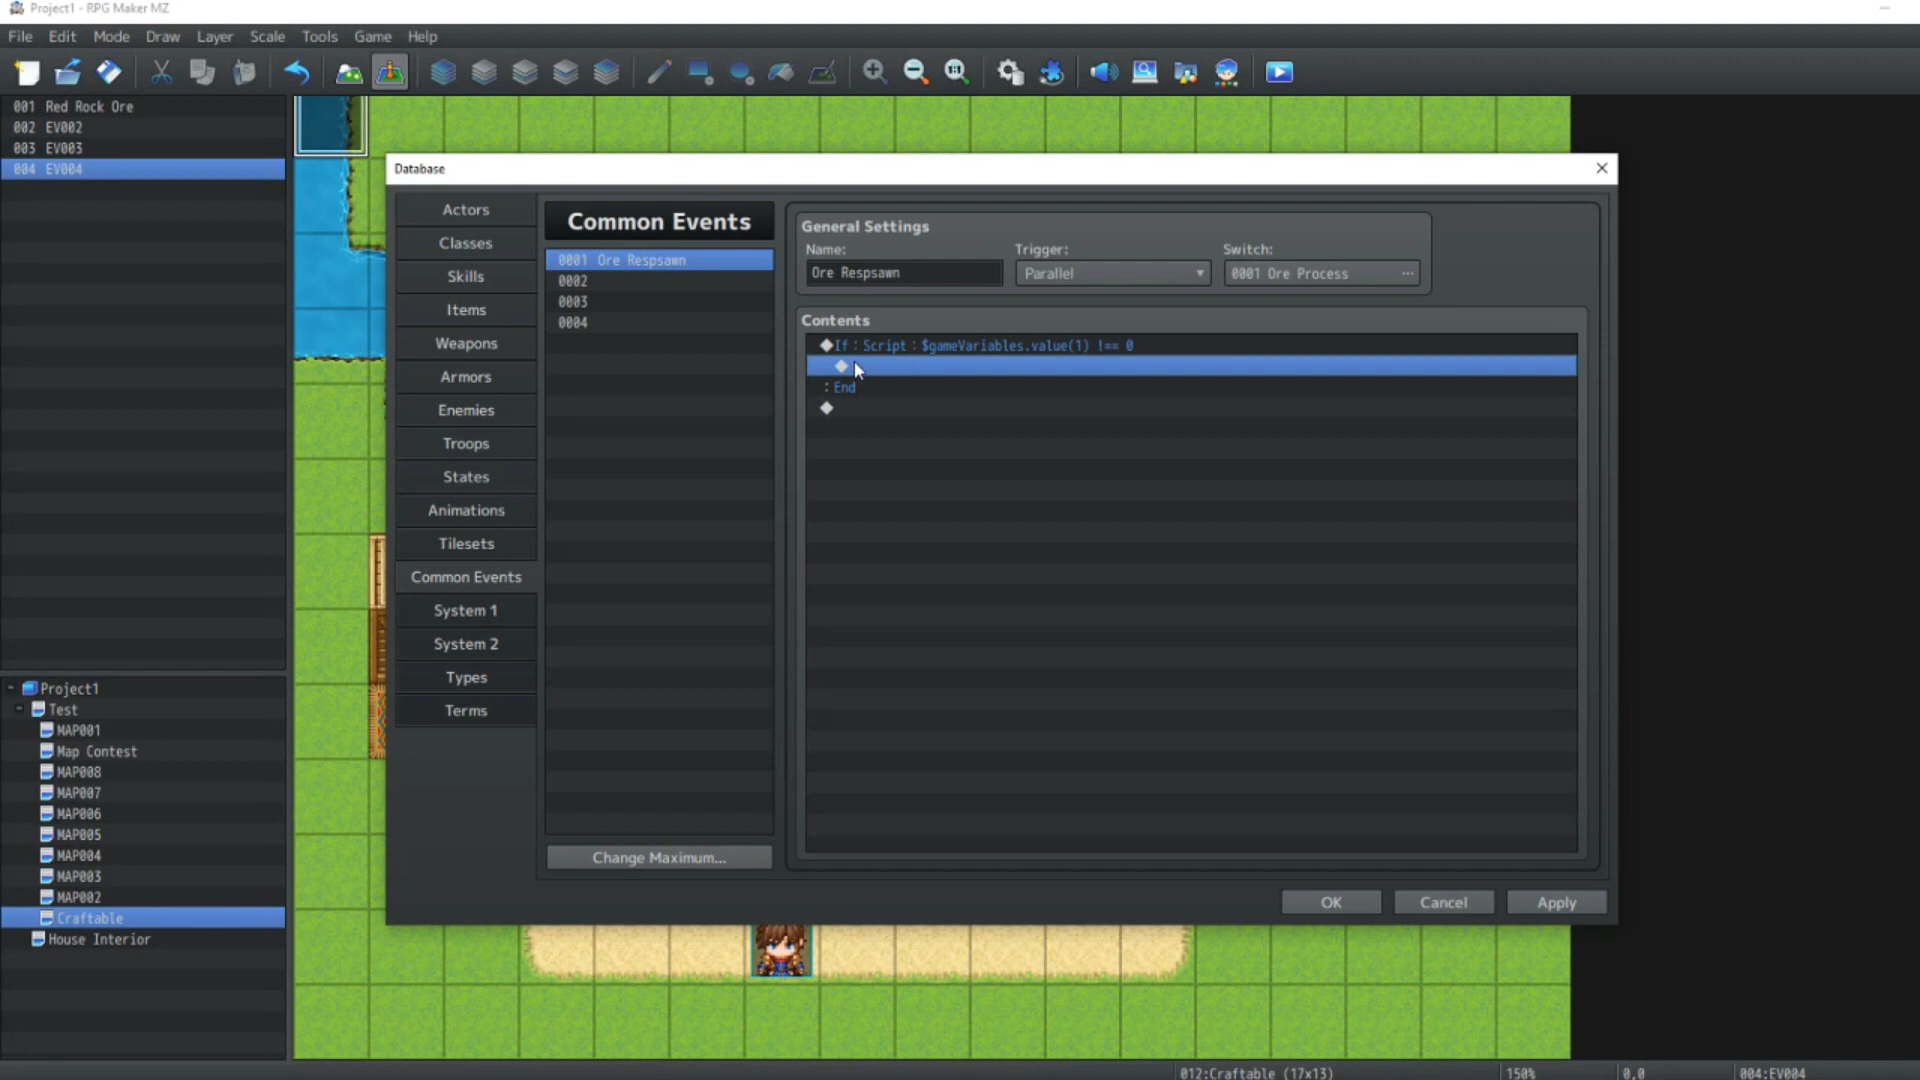 Project1 - RPG Maker MZ
File Edit Mode Draw Layer Scale Tools Game Help
001 Red Rock Ore
002 EV002
003 EV003
004 EV004
Project1
Test
MAP001
Map Contest
MAP008
MAP007
MAP006
MAP005
MAP004
MAP003
MAP002
Craftable
House Interior
Database
Actors
Classes
Skills
Items
Weapons
Armors
Enemies
Troops
States
Animations
Tilesets
Common Events
System 1
System 2
Types
Terms
Common Events
0001 Ore Respsawn
0002
0003
0004
Change Maximum...
General Settings
Name: Trigger: Switch:
Ore Respsawn Parallel 0001 Ore Process ...
Contents
◆If : Script : $gameVariables.value(1) !== 0
◆
: End
◆
OK Cancel Apply
012:Craftable (17x13) 150% 0,0 004:EV004